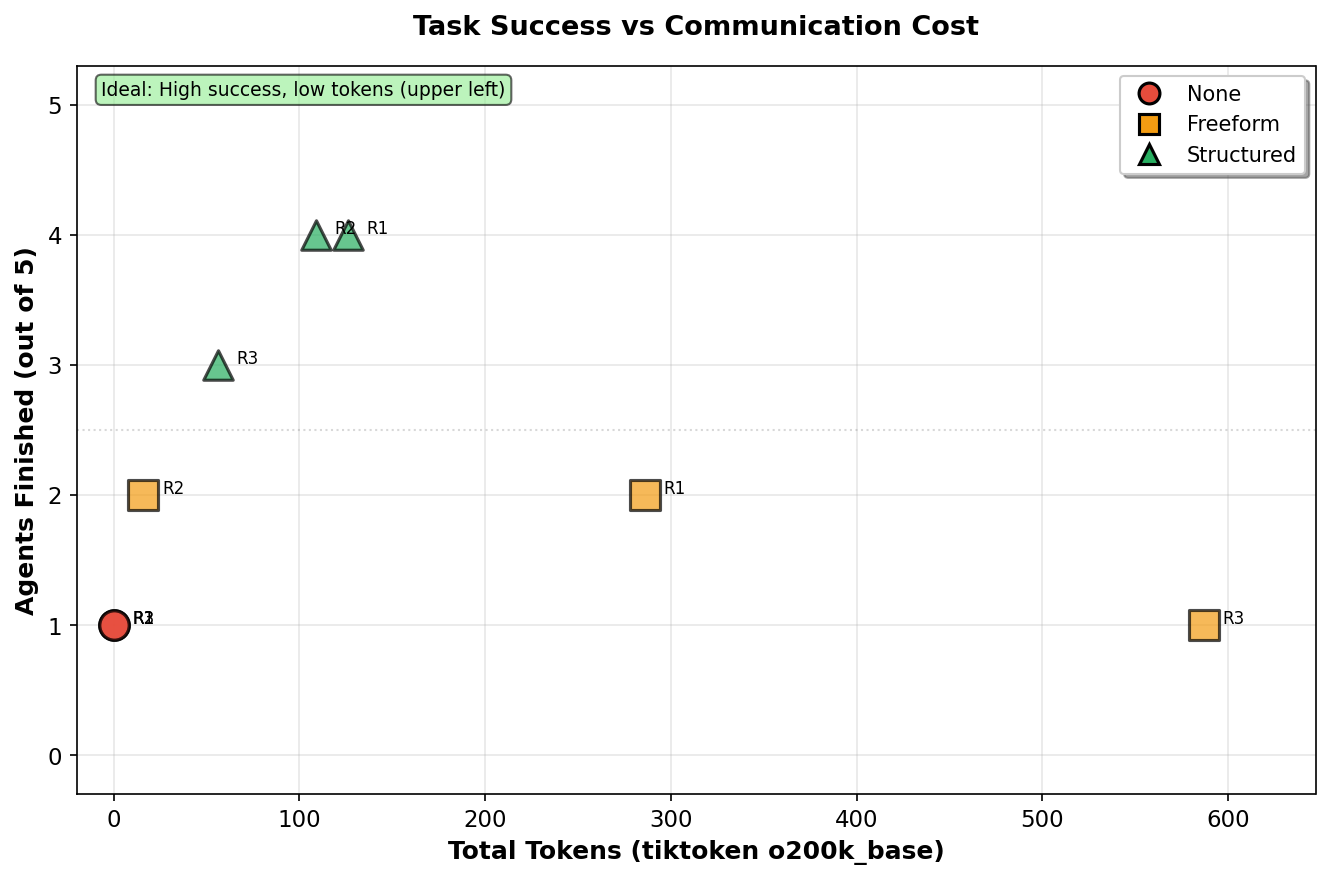 Task Success vs Communication Cost
Ideal: High success, low tokens (upper left)
None
Freeform
Structured
Agents Finished (out of 5)
5
4
3
2
1
0
R2
R1
R3
R2
R1
R3
0
100
200
300
400
500
600
Total Tokens (tiktoken o200k_base)